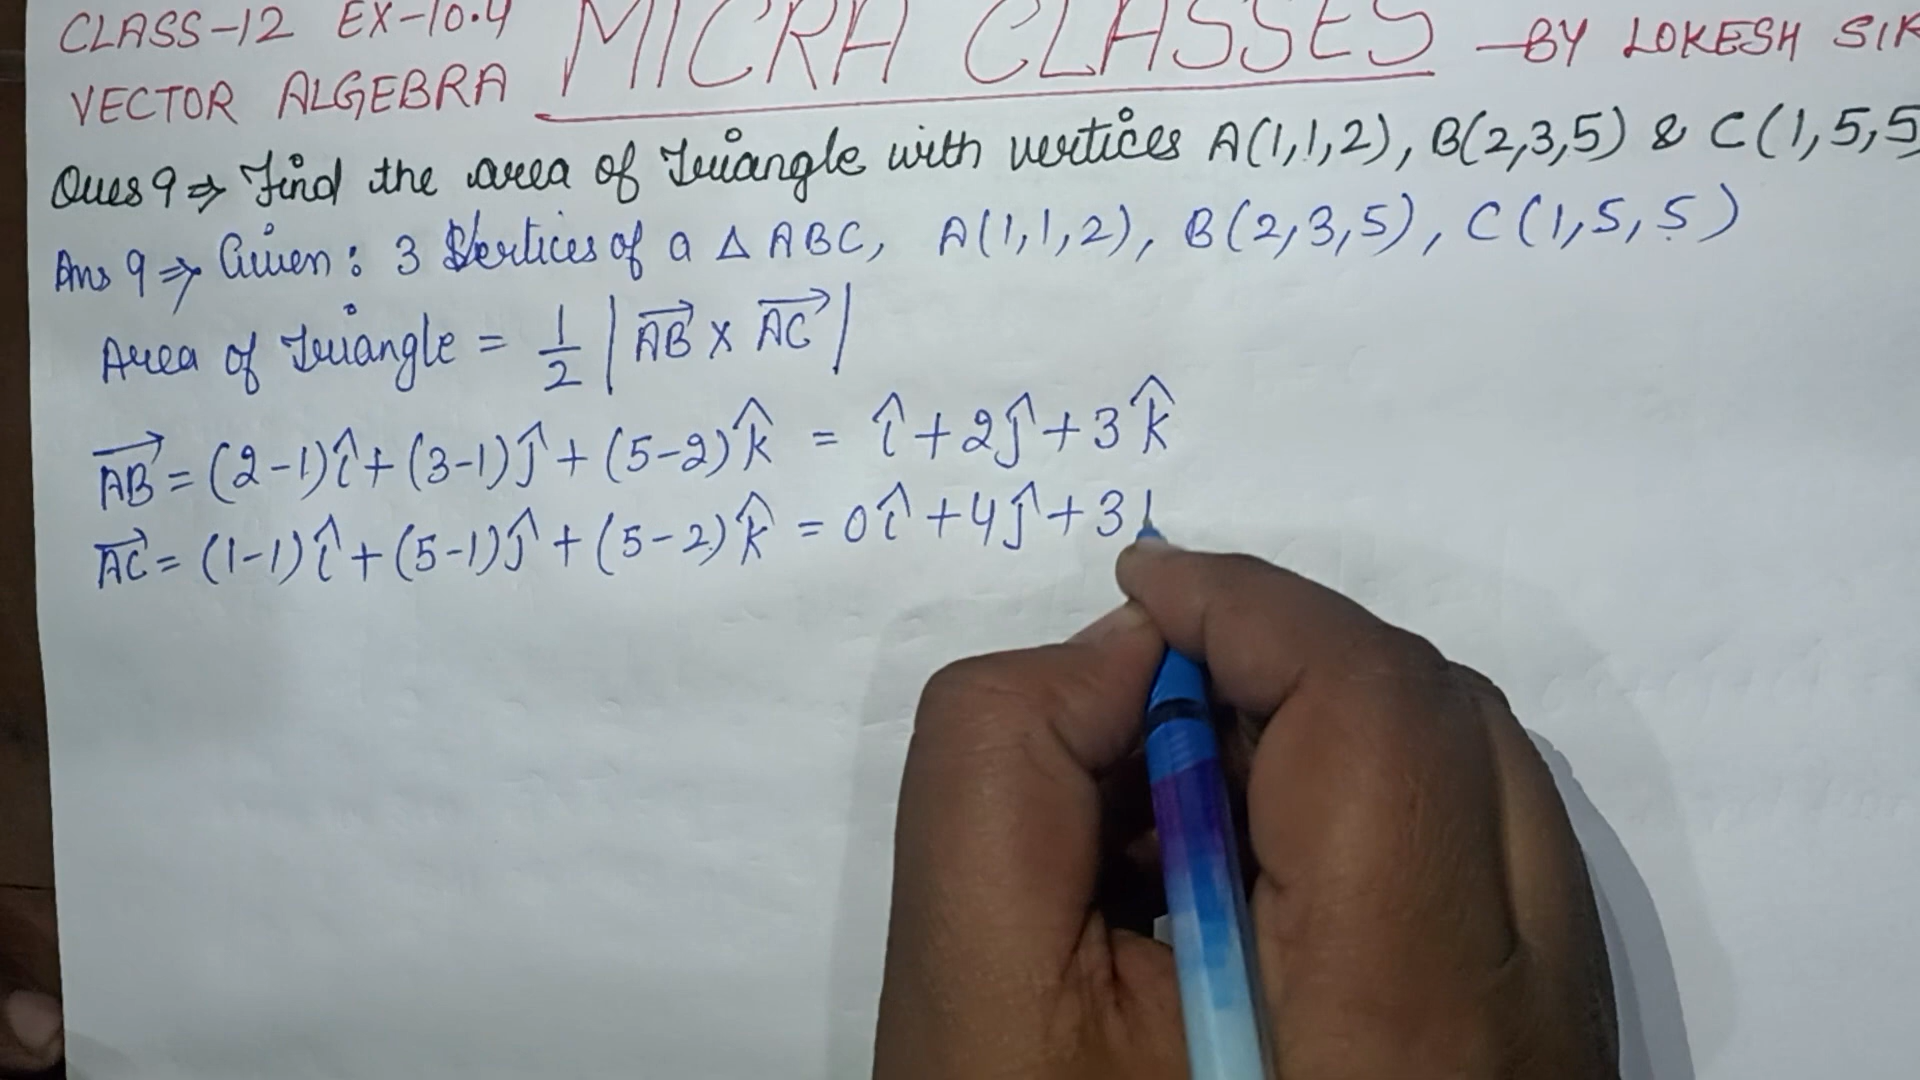 CLASS-12 EX-10.4 MICRA CLASSES - BY LOKESH SIR
VECTOR ALGEBRA
Ques 9 ⇒ Find the area of Triangle with vertices A(1,1,2), B(2,3,5) & C(1,5,5
Ans 9 ⇒ Given : 3 Vertices of a △ ABC, A(1,1,2), B(2,3,5), C(1,5,5)
Area of Triangle = 1/2 |AB⃗ × AC⃗|
AB⃗ = (2-1)î + (3-1)ĵ + (5-2)k̂ = î + 2ĵ + 3k̂
AC⃗ = (1-1)î + (5-1)ĵ + (5-2)k̂ = 0î + 4ĵ + 3